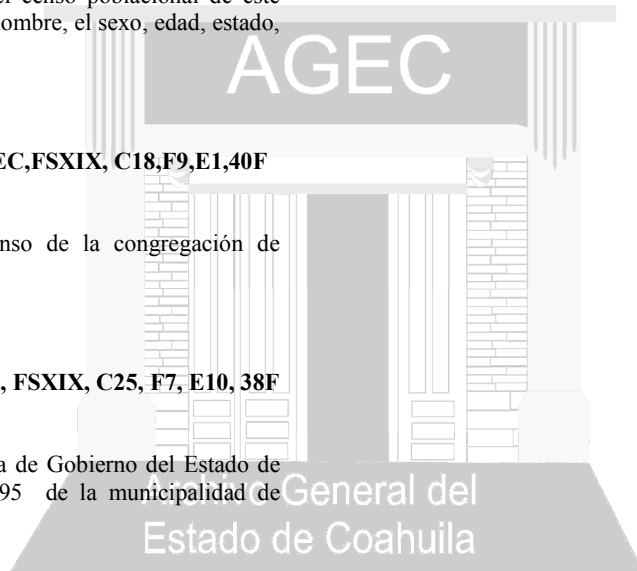 el censo poblacional de este
nombre, el sexo, edad, estado,
AGEC
EC,FSXIX, C18,F9,E1,40F
nso de la congregación de
, FSXIX, C25, F7, E10, 38F
a de Gobierno del Estado de
95 de la municipalidad de
Archivo General del
Estado de Coahuila